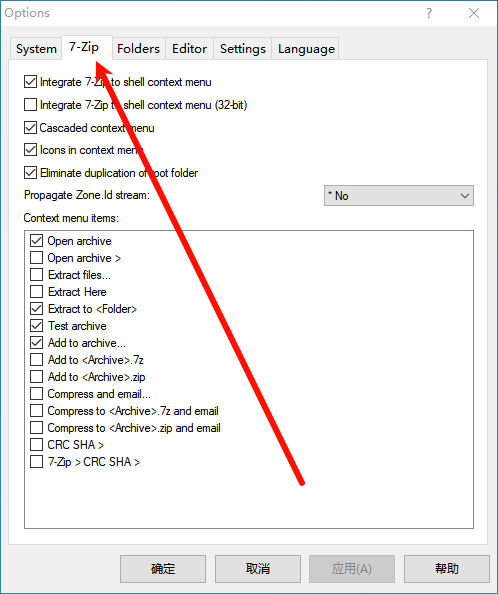 Options
?
System 7-Zip Folders Editor Settings Language
Integrate 7-Zip to shell context menu
Integrate 7-Zip to shell context menu (32-bit)
Cascaded context menu
Icons in context menu
Eliminate duplication of root folder
Propagate Zone.Id stream: * No
Context menu items:
Open archive
Open archive >
Extract files...
Extract Here
Extract to <Folder>
Test archive
Add to archive...
Add to <Archive>.7z
Add to <Archive>.zip
Compress and email...
Compress to <Archive>.7z and email
Compress to <Archive>.zip and email
CRC SHA >
7-Zip > CRC SHA >
确定 取消 应用(A) 帮助